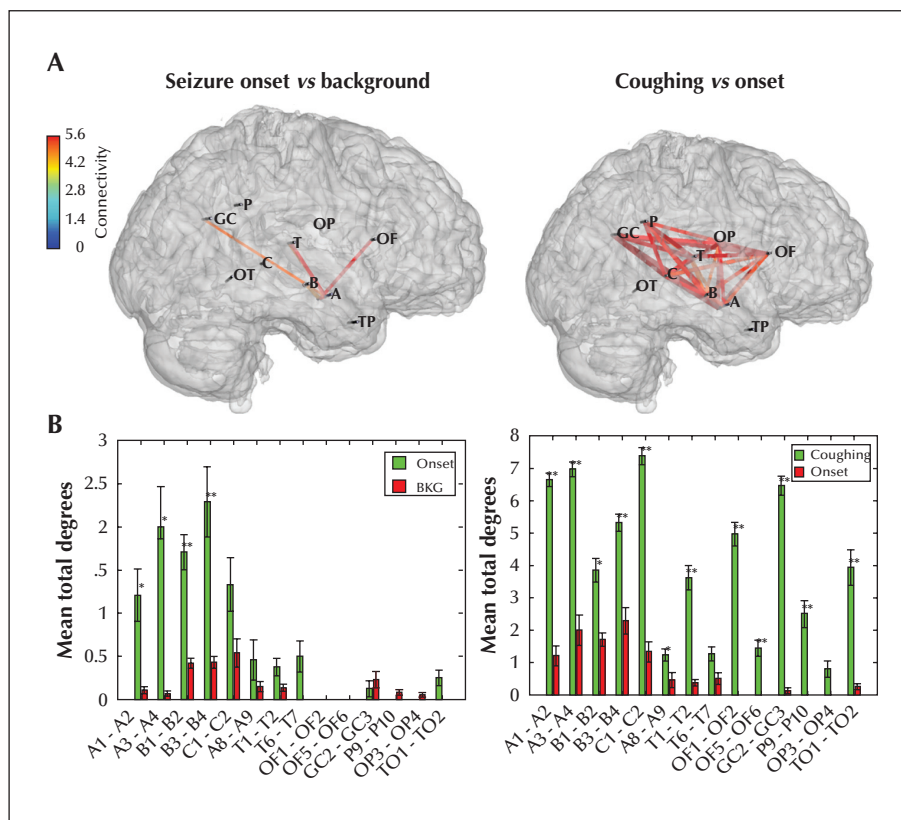 A
Seizure onset vs background
Coughing vs onset
5.6
4.2
2.8
1.4
0
Connectivity
P
GC
OP
T
OF
C
OT
B
A
TP
P
GC
OP
T
OF
C
OT
B
A
TP
B
3
2.5
2
.5
1
0.5
0
Mean total degrees
Onset
BKG
A1 - A2
A3 - A4
B1 - B2
B3 - B4
C1 - C2
A8 - A9
T1 - T2
T6 - T7
OF1 - OF2
OF5 - OF6
GC2 - GC3
P9 - P10
OP3 - OP4
TO1 - TO2
*
*
**
**
8
7
6
5
4
3
2
1
0
Mean total degrees
Coughing
Onset
A1 - A2
A3 - A4
B1 - B2
B3 - B4
C1 - C2
A8 - A9
T1 - T2
T6 - T7
OF1 - OF2
OF5 - OF6
GC2 - GC3
P9 - P10
OP3 - OP4
TO1 - TO2
**
**
*
**
**
*
**
**
**
**
**
**